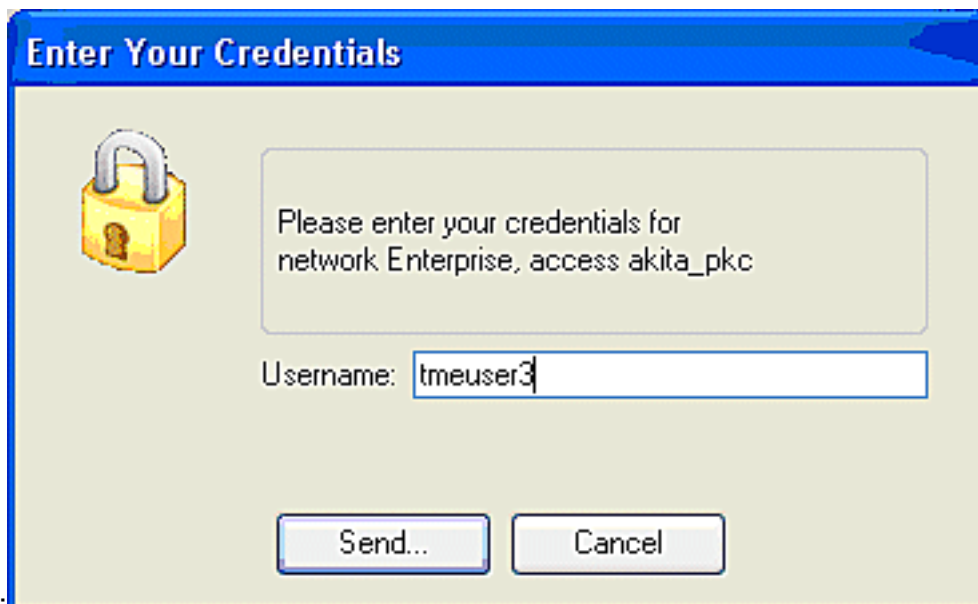 Enter Your Credentials
Please enter your credentials for
network Enterprise, access akita_pkc
Username: tmeuser3
Send... Cancel